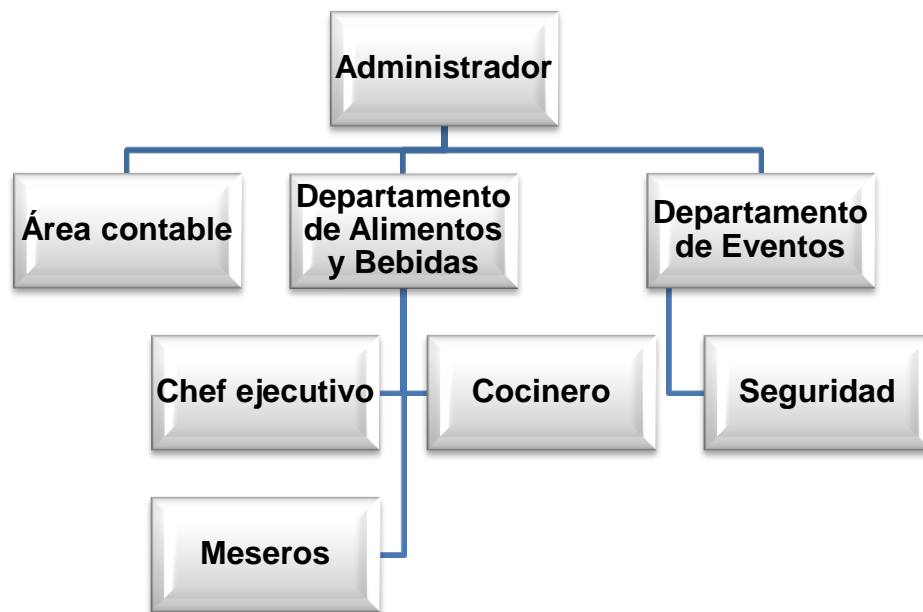 Administrador
Área contable
Departamento
de Alimentos
y Bebidas
Departamento
de Eventos
Chef ejecutivo
Cocinero
Seguridad
Meseros